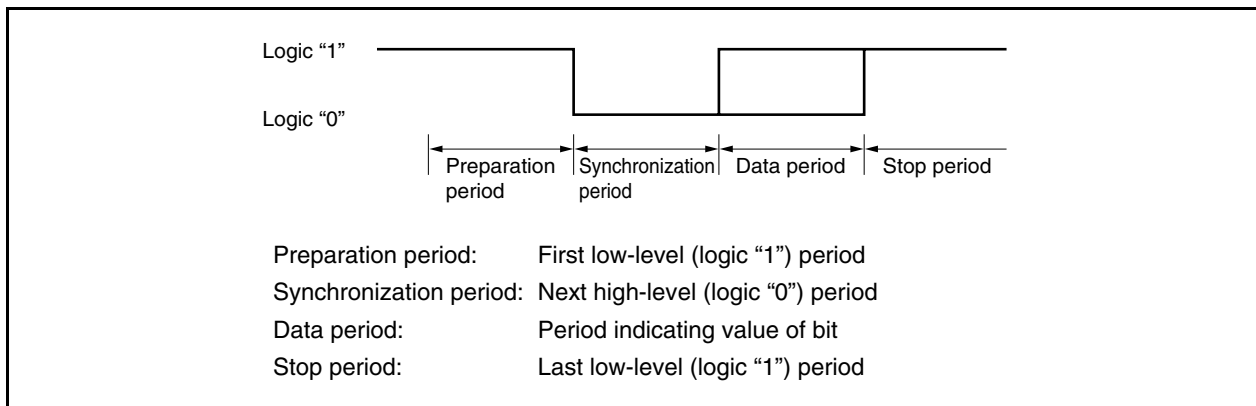 Logic “1”
Logic “0”
Preparation period
Synchronization period
Data period
Stop period
Preparation period: First low-level (logic “1”) period
Synchronization period: Next high-level (logic “0”) period
Data period: Period indicating value of bit
Stop period: Last low-level (logic “1”) period